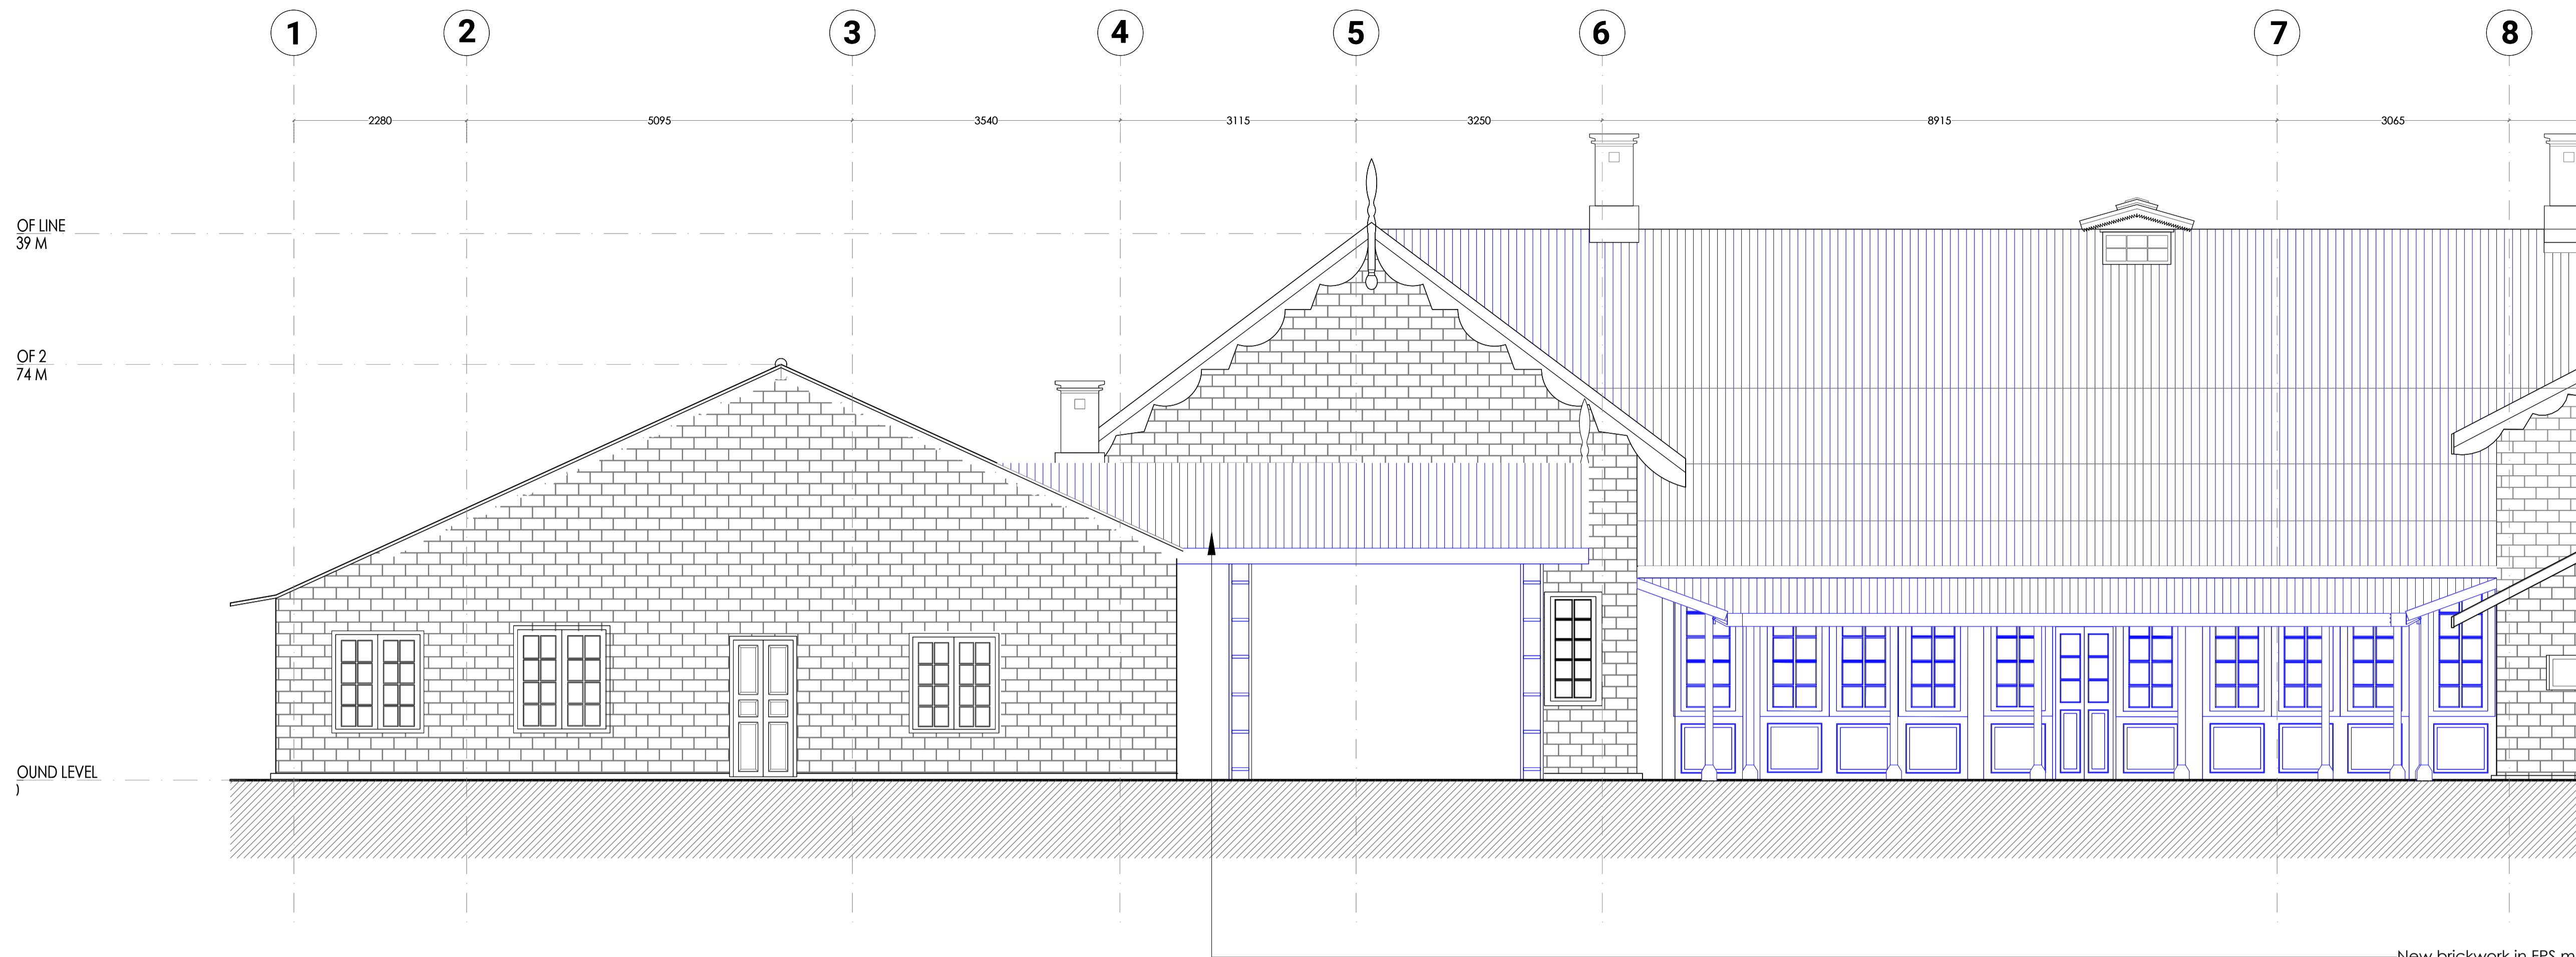 1 2 3 4 5 6 7 8
2280 5095 3540 3115 3250 8915 3065
OF LINE
39 M
OF 2
74 M
OUND LEVEL
)
New brickwork in EPS m